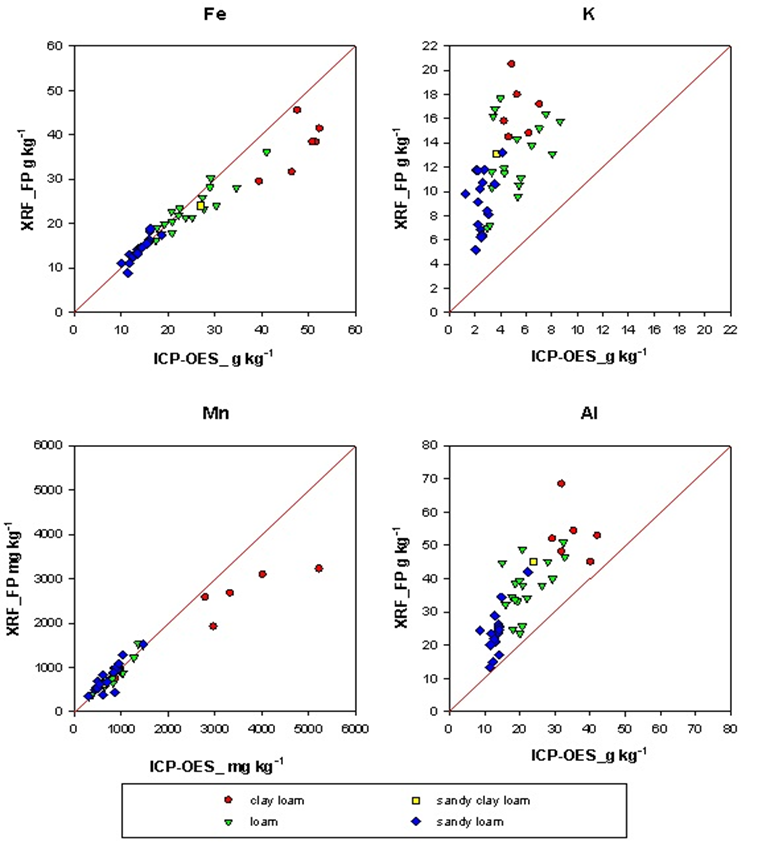 Fe
60
50
40
30
20
10
0
XRF_FP g kg-1
0 10 20 30 40 50 60
ICP-OES_ g kg-1
K
22
20
18
16
14
12
10
8
6
4
2
0
XRF_FP g kg-1
0 2 4 6 8 10 12 14 16 18 20 22
ICP-OES_g kg-1
Mn
6000
5000
4000
3000
2000
1000
0
XRF_FP mg kg-1
0 1000 2000 3000 4000 5000 6000
ICP-OES_ mg kg-1
Al
80
70
60
50
40
30
20
10
0
XRF_FP g kg-1
0 10 20 30 40 50 60 70 80
ICP-OES_g kg-1
clay loam
sandy clay loam
loam
sandy loam